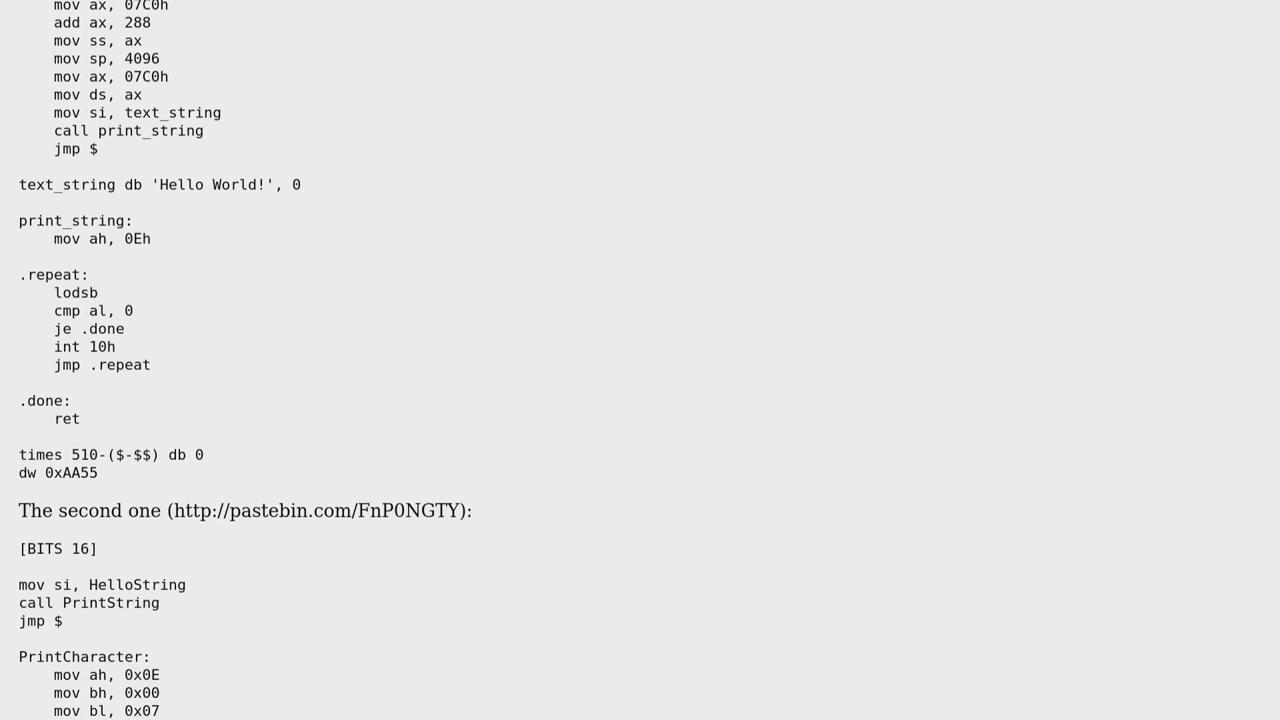 mov ax, 07C0h
    add ax, 288
    mov ss, ax
    mov sp, 4096
    mov ax, 07C0h
    mov ds, ax
    mov si, text_string
    call print_string
    jmp $

text_string db 'Hello World!', 0

print_string:
    mov ah, 0Eh

.repeat:
    lodsb
    cmp al, 0
    je .done
    int 10h
    jmp .repeat

.done:
    ret

times 510-($-$$) db 0
dw 0xAA55

The second one (http://pastebin.com/FnP0NGTY):

[BITS 16]

mov si, HelloString
call PrintString
jmp $

PrintCharacter:
    mov ah, 0x0E
    mov bh, 0x00
    mov bl, 0x07